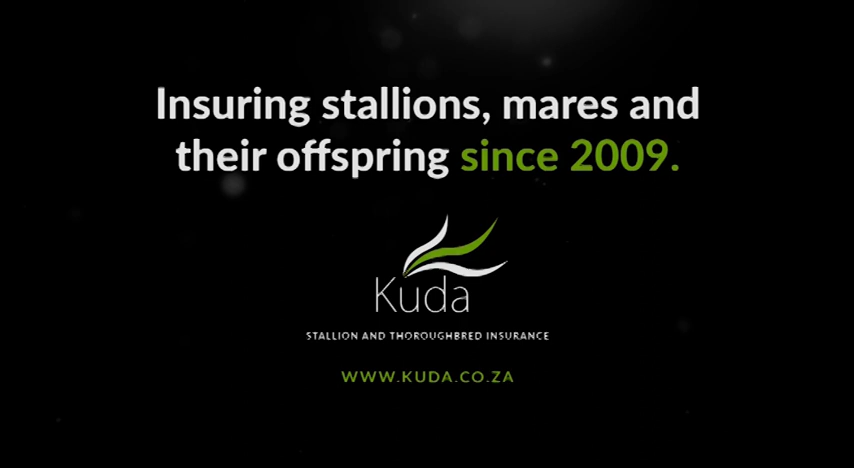 Insuring stallions, mares and
their offspring since 2009.
Kuda
STALLION AND THOROUGHBRED INSURANCE
WWW.KUDA.CO.ZA